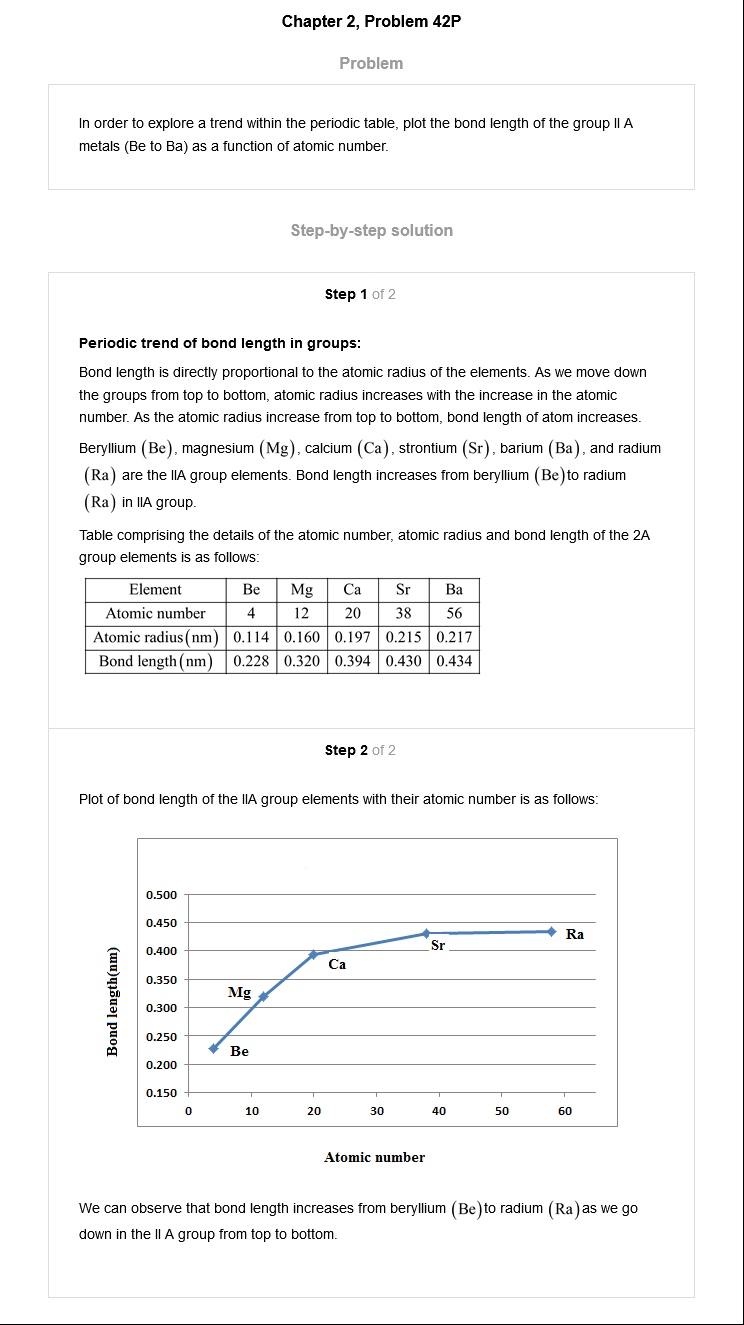 Chapter 2, Problem 42P
Problem
In order to explore a trend within the periodic table, plot the bond length of the group II A
metals (Be to Ba) as a function of atomic number.
Step-by-step solution
Step 1 of 2
Periodic trend of bond length in groups:
Bond length is directly proportional to the atomic radius of the elements. As we move down
the groups from top to bottom, atomic radius increases with the increase in the atomic
number. As the atomic radius increase from top to bottom, bond length of atom increases.
Beryllium (Be), magnesium (Mg), calcium (Ca), strontium (Sr), barium (Ba), and radium
(Ra) are the IIA group elements. Bond length increases from beryllium (Be)to radium
(Ra) in IIA group.
Table comprising the details of the atomic number, atomic radius and bond length of the 2A
group elements is as follows:
Element Be Mg Ca Sr Ba
Atomic number 4 12 20 38 56
Atomic radius(nm) 0.114 0.160 0.197 0.215 0.217
Bond length(nm) 0.228 0.320 0.394 0.430 0.434
Step 2 of 2
Plot of bond length of the IIA group elements with their atomic number is as follows:
0.500
0.450
Ra
Sr
0.400
Ca
0.350
Mg
0.300
0.250
Be
0.200
0.150
Bond length(nm)
0 10 20 30 40 50 60
Atomic number
We can observe that bond length increases from beryllium (Be)to radium (Ra)as we go
down in the II A group from top to bottom.